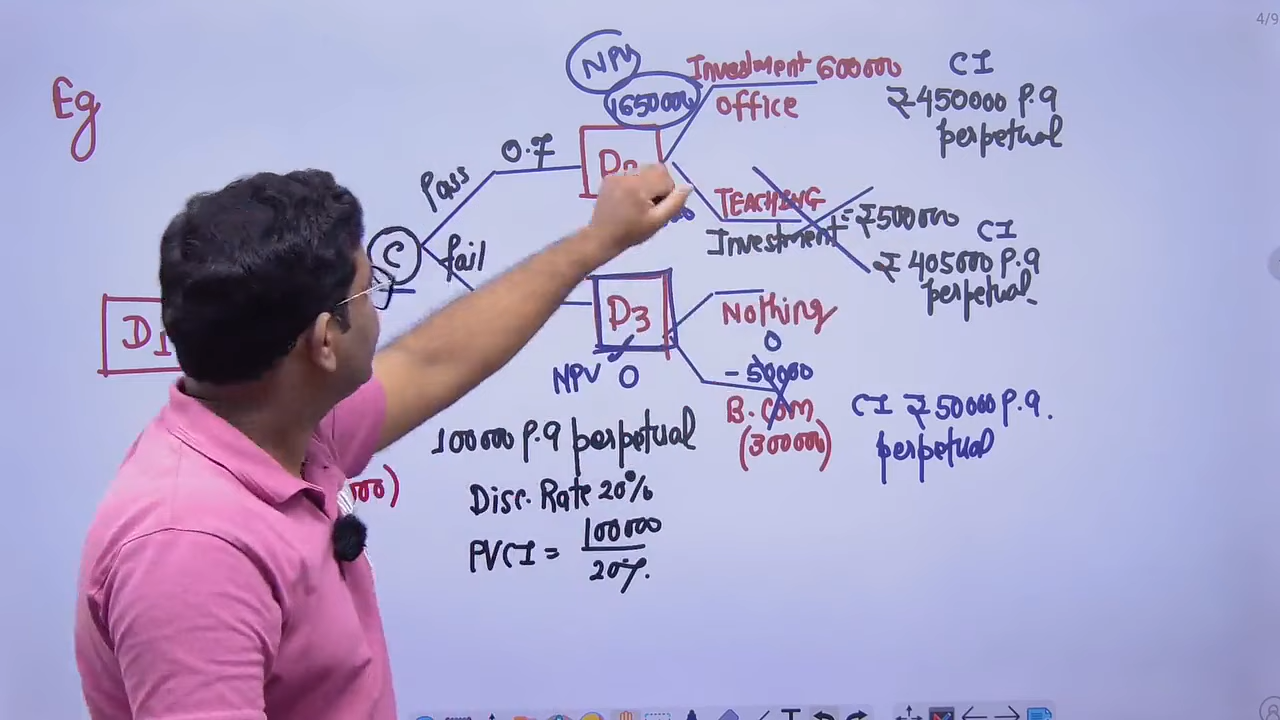 4/9
Eg
NPV
1650000
Investment 600000
office
CI
₹450000 P.a
perpetual
Pass
0.7
C
fail
TEACHING
Investment = ₹500000
CI
₹405000 P.a
perpetual
D1
D3
Nothing
0
NPV 0
-50000
B.Com
(300000)
CI ₹50000 P.a.
perpetual
100000 P.a perpetual
Disc. Rate 20%
PVCI = 100000
20%